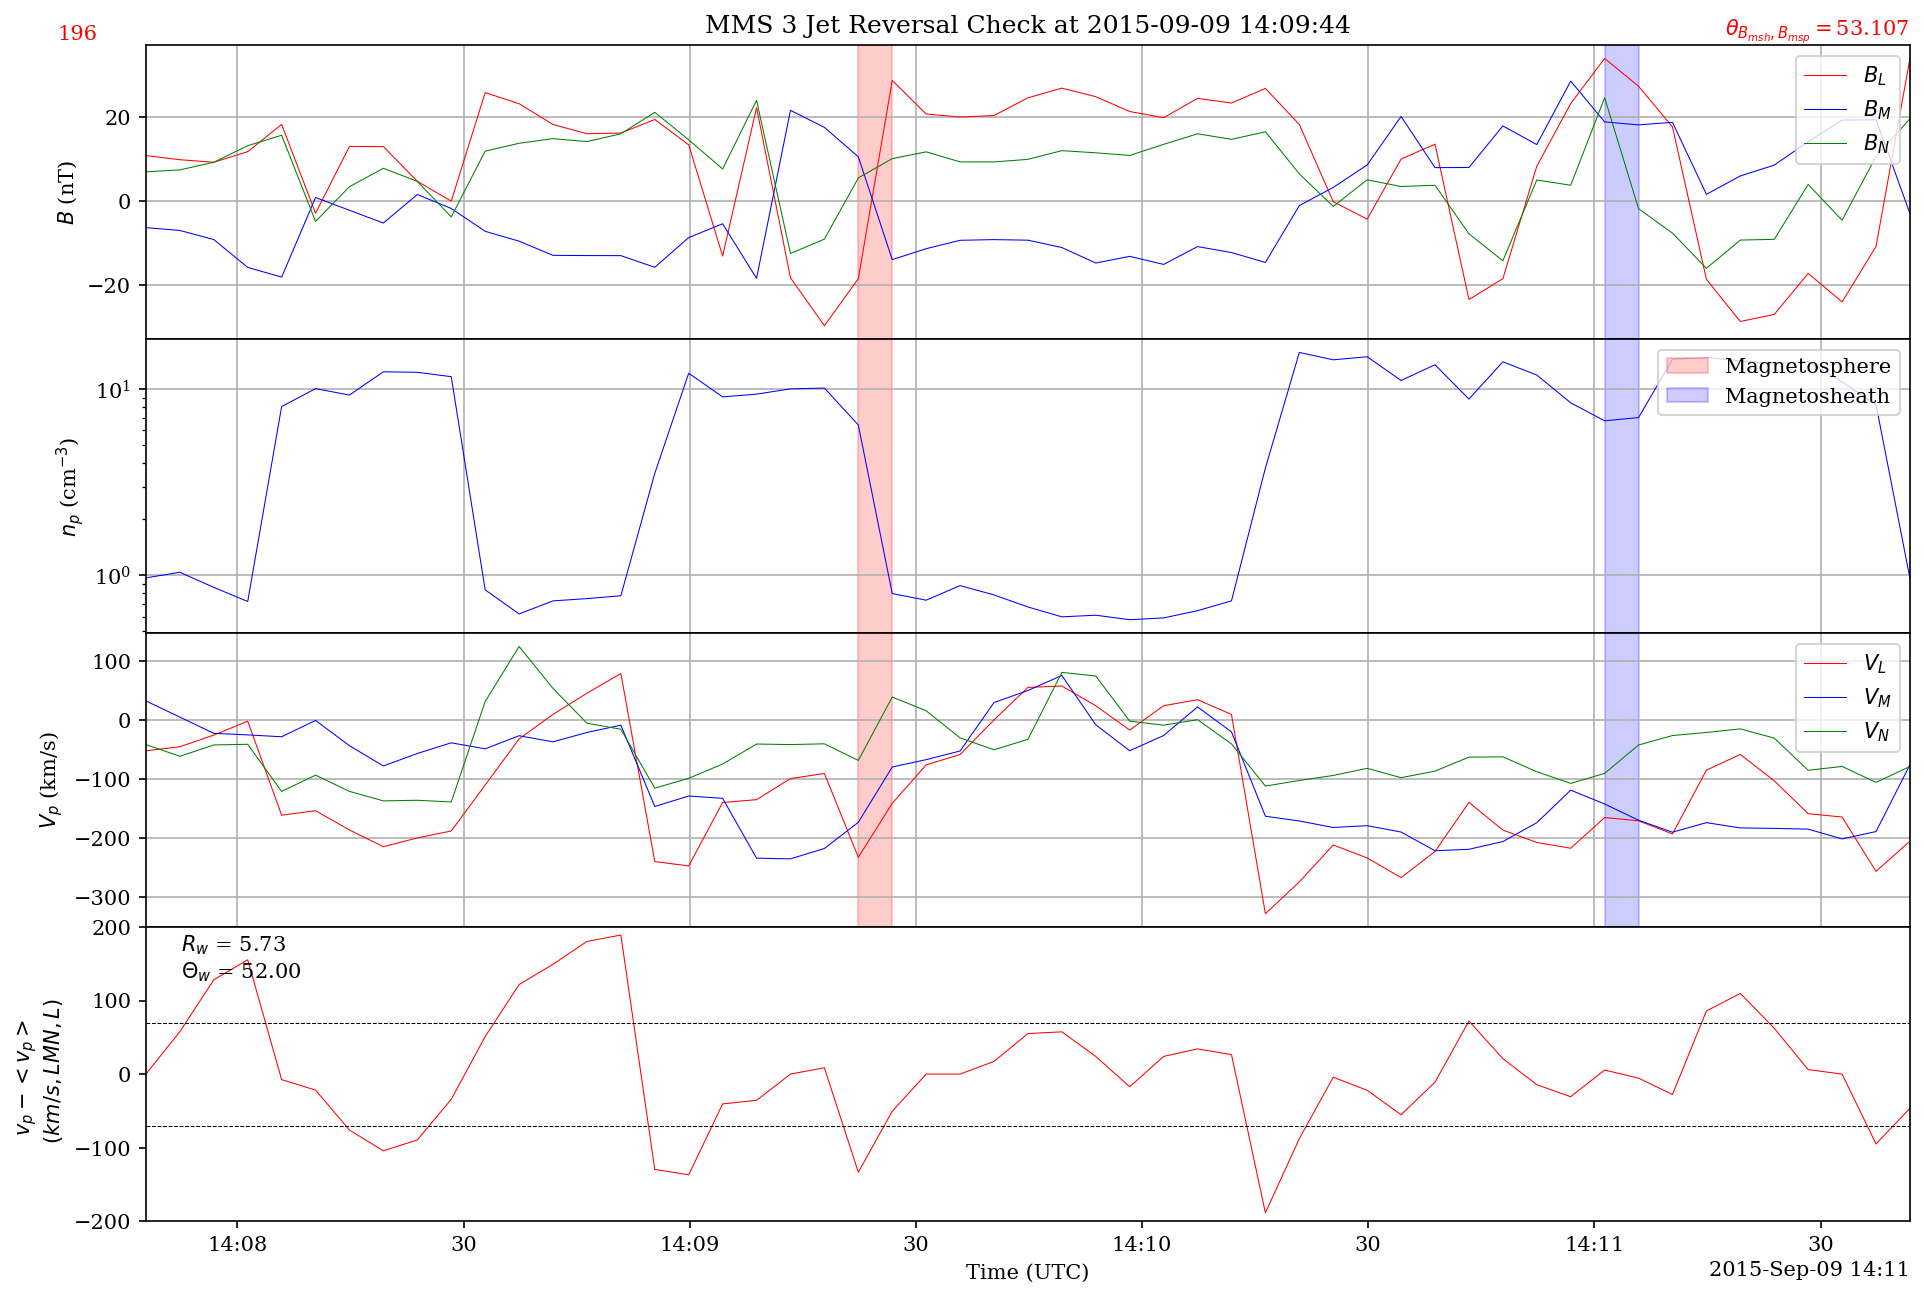 MMS 3 Jet Reversal Check at 2015-09-09 14:09:44
196
θ_{B_{msh}, B_{msp}} = 53.107
B (nT)
20
0
−20
B_L
B_M
B_N
n_p (cm^{−3})
10^1
10^0
Magnetosphere
Magnetosheath
V_p (km/s)
100
0
−100
−200
−300
V_L
V_M
V_N
v_p − < v_p >
(km/s, LMN, L)
200
100
0
−100
−200
R_w = 5.73
Θ_w = 52.00
14:08 30 14:09 30 14:10 30 14:11 30
Time (UTC)
2015-Sep-09 14:11